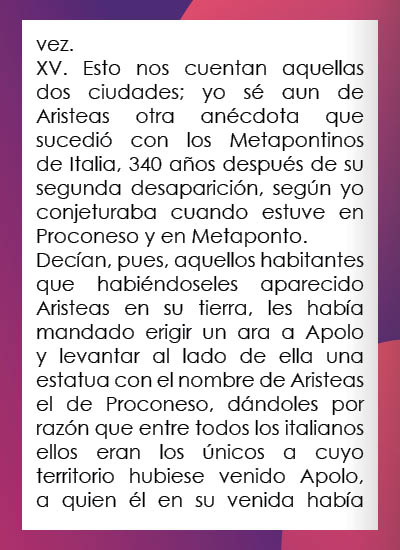 vez.
XV. Esto nos cuentan aquellas
dos ciudades; yo sé aun de
Aristeas otra anécdota que
sucedió con los Metapontinos
de Italia, 340 años después de su
segunda desaparición, según yo
conjeturaba cuando estuve en
Proconeso y en Metaponto.
Decían, pues, aquellos habitantes
que habiéndoseles aparecido
Aristeas en su tierra, les había
mandado erigir un ara a Apolo
y levantar al lado de ella una
estatua con el nombre de Aristeas
el de Proconeso, dándoles por
razón que entre todos los italianos
ellos eran los únicos a cuyo
territorio hubiese venido Apolo,
a quien él en su venida había